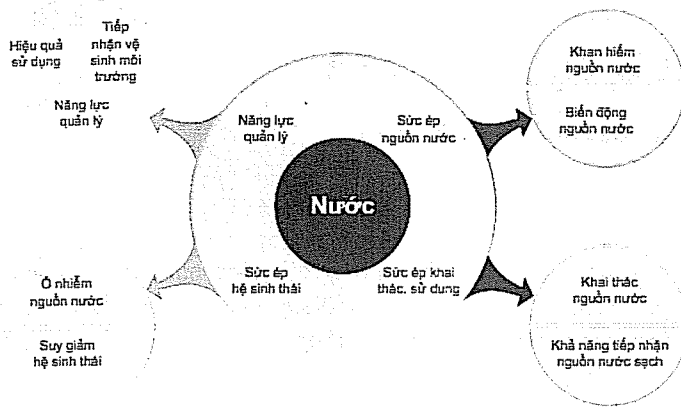 Hiệu quả
sử dụng
Tiếp
nhận vệ
sinh môi
trường
Năng lực
quản lý
Năng lực
quản lý
Sức ép
nguồn nước
Khan hiếm
nguồn nước
Biến động
nguồn nước
Nước
Ô nhiễm
nguồn nước
Suy giảm
hệ sinh thái
Sức ép
hệ sinh thái
Sức ép khai
thác, sử dụng
Khai thác
nguồn nước
Khả năng tiếp nhận
nguồn nước sạch